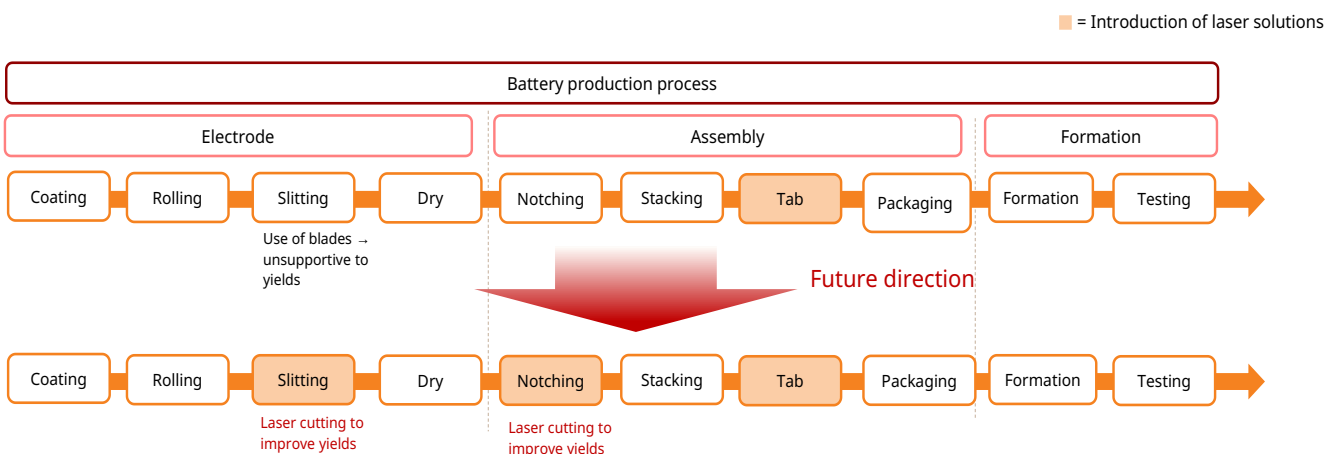 = Introduction of laser solutions
Battery production process
Electrode
Assembly
Formation
Coating
Rolling
Slitting
Dry
Notching
Stacking
Tab
Packaging
Formation
Testing
Use of blades →
unsupportive to
yields
Future direction
Coating
Rolling
Slitting
Dry
Notching
Stacking
Tab
Packaging
Formation
Testing
Laser cutting to
improve yields
Laser cutting to
improve yields